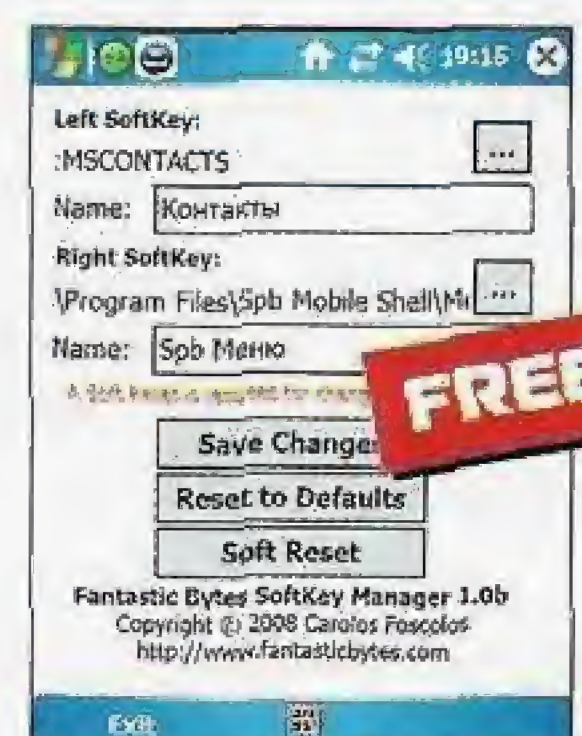 19:15
Left SoftKey:
:MSCONTACTS
...
Name: Контакты
Right SoftKey:
\Program Files\Spb Mobile Shell\M
...
Name: Spb Меню
FREE
Save Change
Reset to Defaults
Soft Reset
Fantastic Bytes SoftKey Manager 1.0b
Copyright © 2008 Carolos Foscolos
http://www.fantasticbytes.com
Exit